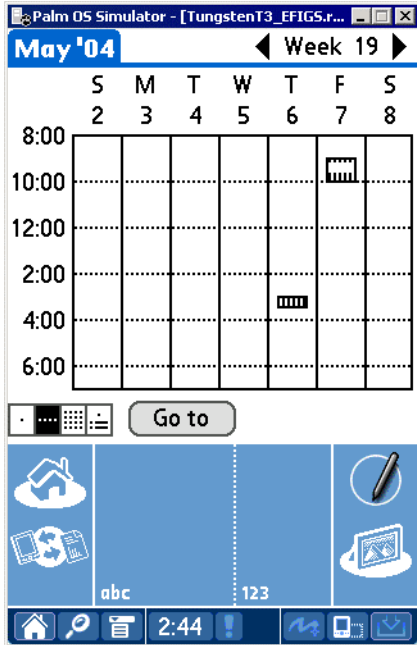 Palm OS Simulator - [TungstenT3_EFIGS.r...
May '04 Week 19
S M T W T F S
2 3 4 5 6 7 8
8:00
10:00
12:00
2:00
4:00
6:00
Go to
abc 123
2:44